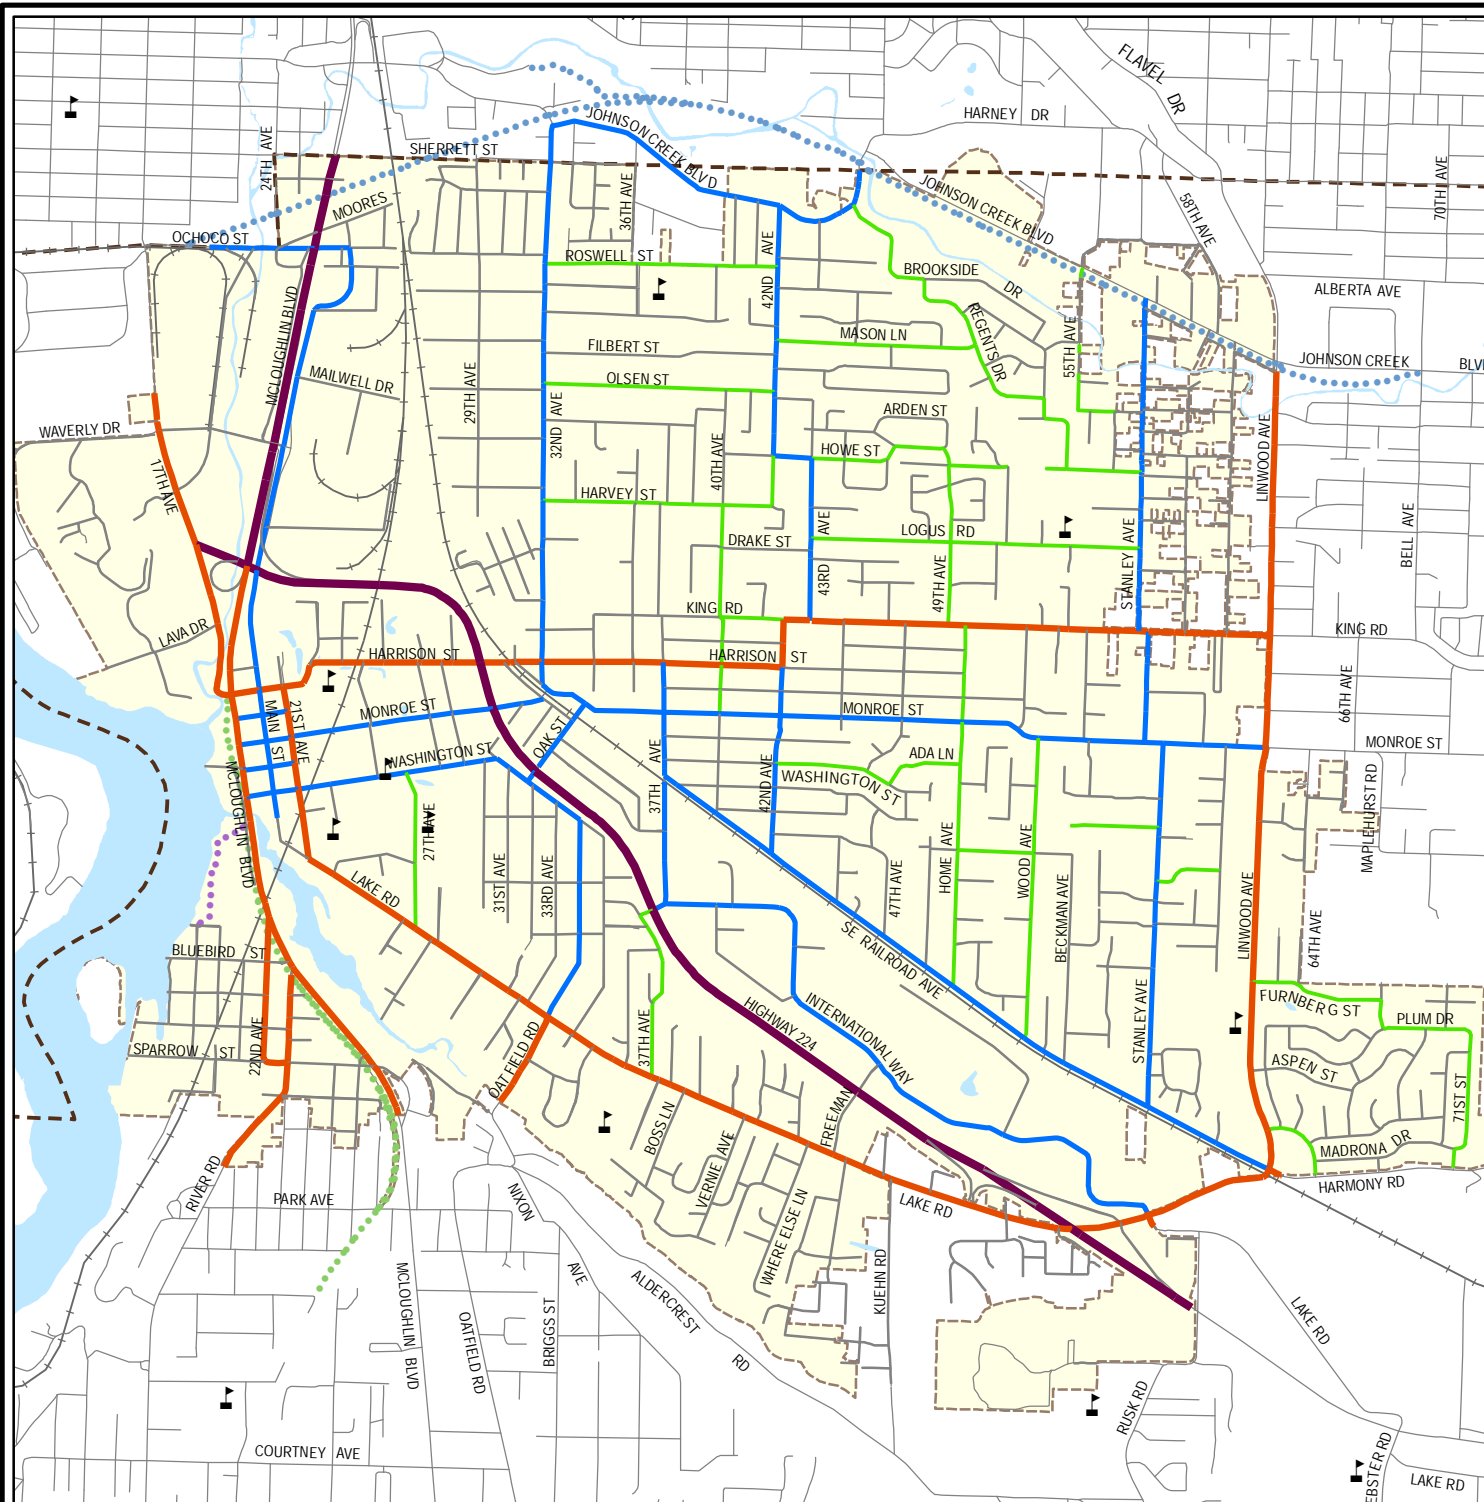 FLAVEL DR
HARNEY DR
JOHNSON CREEK BLVD
SHERRETT ST
24TH AVE
36TH AVE
JOHNSON CREEK BLVD
58TH AVE
70TH AVE
MOORES
OCHOCO ST
ROSWELL ST
42ND AVE
BROOKSIDE DR
ALBERTA AVE
MCLOUGHLIN BLVD
REGENTS DR
55TH AVE
MASON LN
FILBERT ST
JOHNSON CREEK BLV
MAILWELL DR
OLSEN ST
29TH AVE
32ND AVE
ARDEN ST
WAVERLY DR
40TH AVE
HOWE ST
LINWOOD AVE
17TH AVE
HARVEY ST
LOGUS RD
43RD AVE
STANLEY AVE
BELL AVE
DRAKE ST
49TH AVE
KING RD
LAVA DR
KING RD
HARRISON ST
HARRISON ST
66TH AVE
MONROE ST
MONROE ST
MAIN ST
21ST AVE
MONROE ST
OAK ST
WASHINGTON ST
37TH AVE
42ND AVE
ADA LN
WASHINGTON ST
MCLOUGHLIN BLVD
MAPLEHURST RD
27TH AVE
HOME AVE
WOOD AVE
31ST AVE
33RD AVE
47TH AVE
BECKMAN AVE
LINWOOD AVE
LAKE RD
64TH AVE
BLUEBIRD ST
SE RAILROAD AVE
FURNBERG ST
PLUM DR
HIGHWAY 224
INTERNATIONAL WAY
STANLEY AVE
22ND AVE
SPARROW ST
37TH AVE
OATFIELD RD
ASPEN ST
71ST ST
BOSS LN
FREEMAN
VERNIE AVE
MADRONA DR
HARMONY RD
RIVER RD
PARK AVE
NIXON AVE
LAKE RD
WHERE ELSE LN
KUEHN RD
MCLOUGHLIN BLVD
OATFIELD RD
BRIGGS ST
ALDERCREST RD
LAKE RD
RUSK RD
COURTNEY AVE
EBSTER RD
LAKE RD